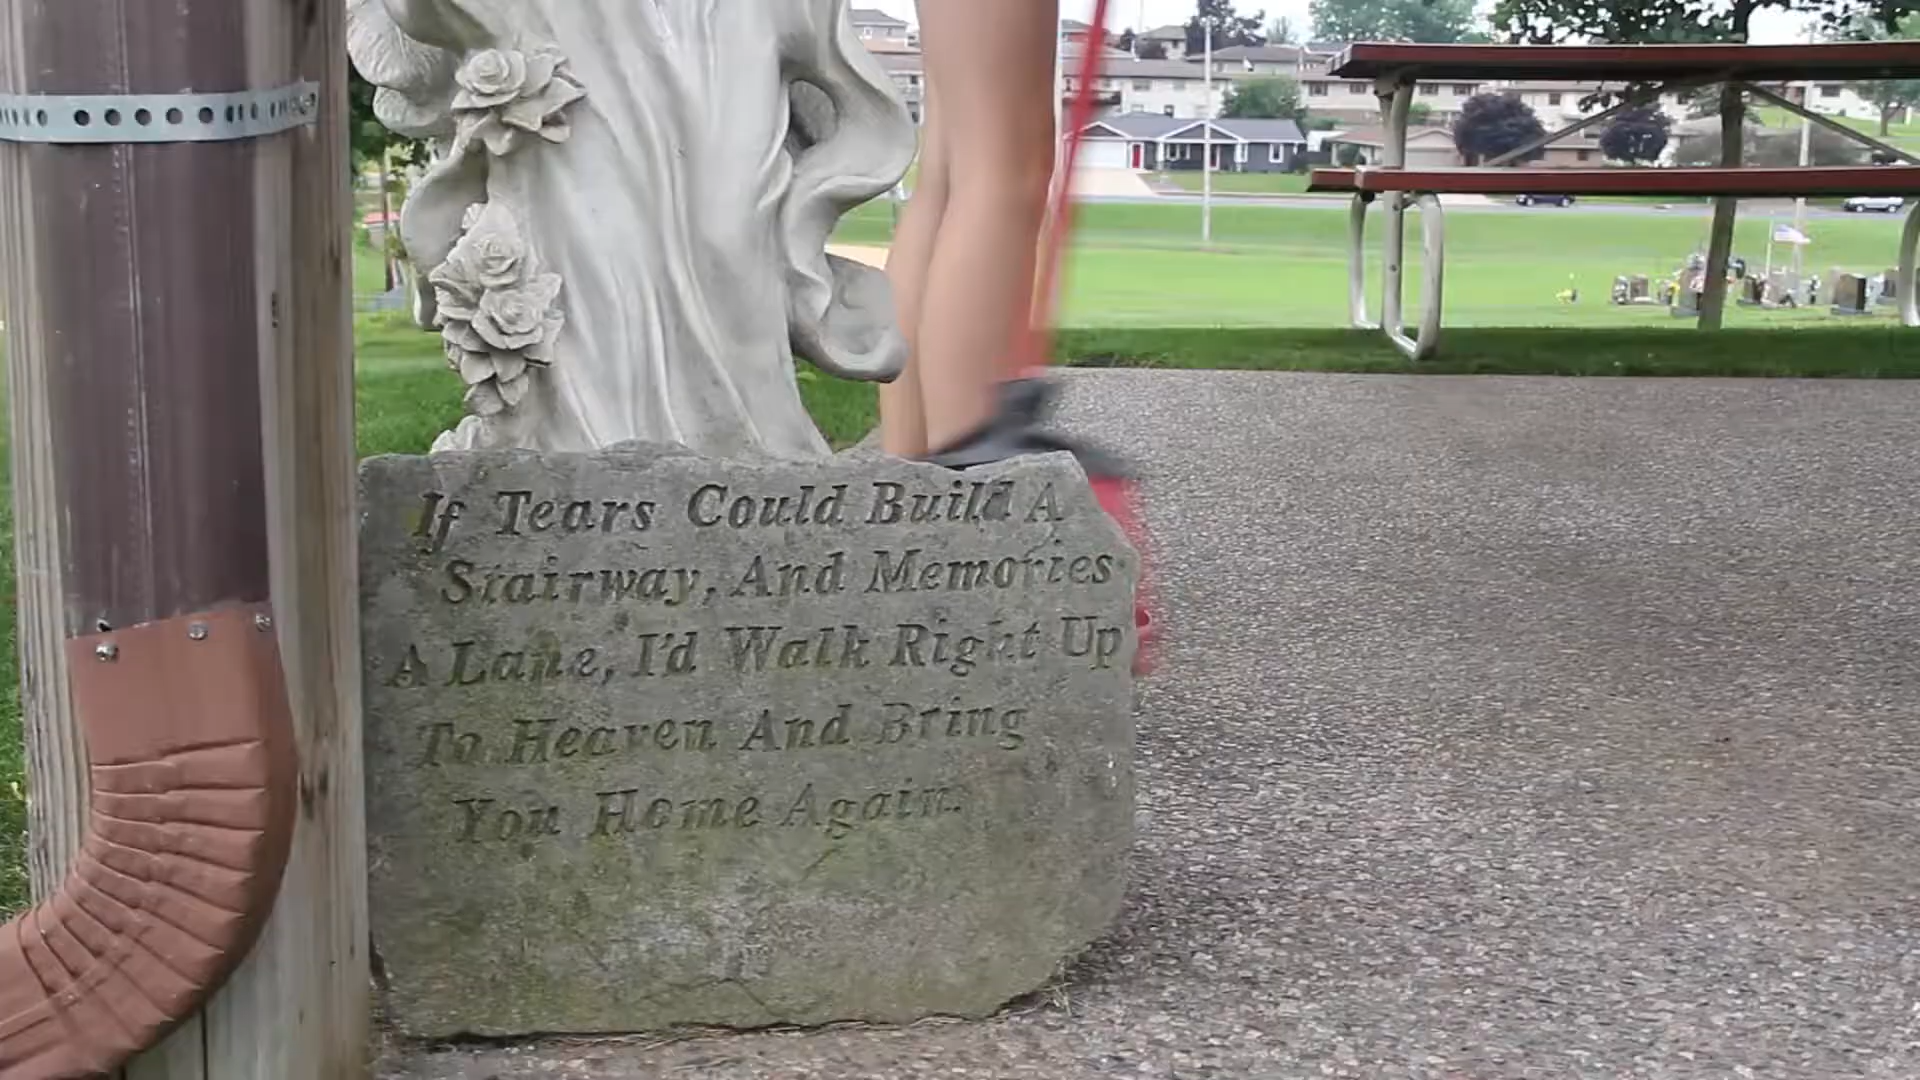 If Tears Could Build A
Stairway, And Memories
A Lane, I'd Walk Right Up
To Heaven And Bring
You Home Again.